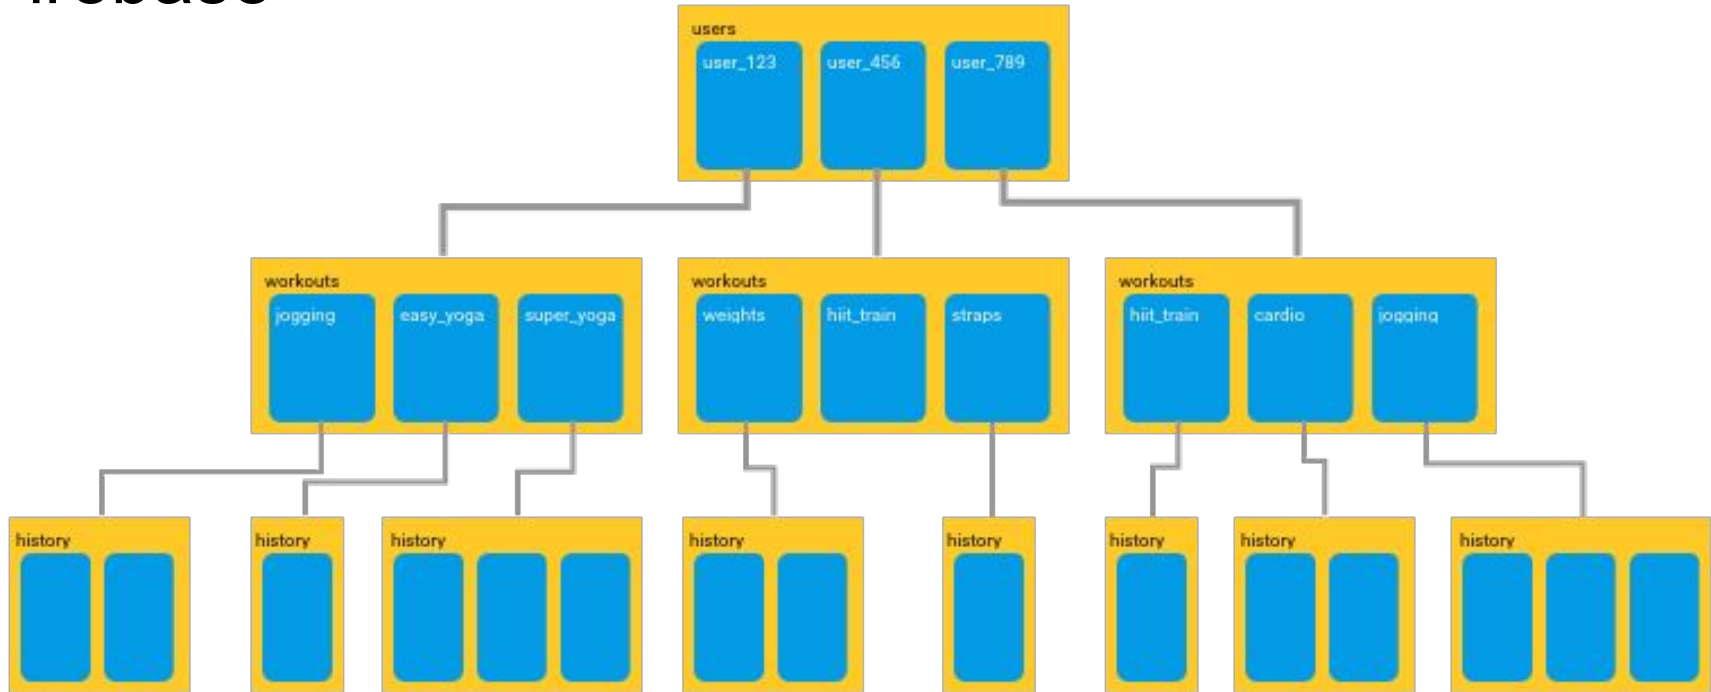 users
user_123
user_456
user_789
workouts
jogging
easy_yoga
super_yoga
workouts
weights
hiit_train
straps
workouts
hiit_train
cardio
jogging
history
history
history
history
history
history
history
history